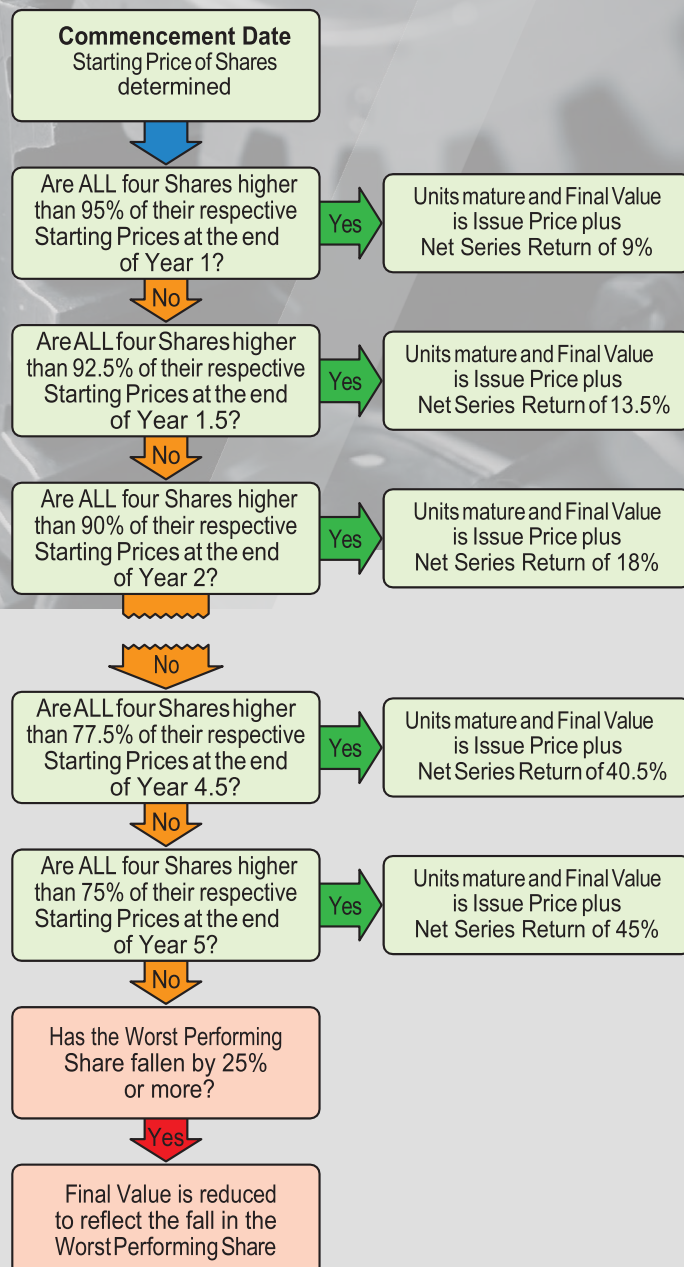 Commencement Date
Starting Price of Shares
determined
Are ALL four Shares higher
than 95% of their respective
Starting Prices at the end
of Year 1?
Yes
Units mature and Final Value
is Issue Price plus
Net Series Return of 9%
No
Are ALL four Shares higher
than 92.5% of their respective
Starting Prices at the end
of Year 1.5?
Yes
Units mature and Final Value
is Issue Price plus
Net Series Return of 13.5%
No
Are ALL four Shares higher
than 90% of their respective
Starting Prices at the end
of Year 2?
Yes
Units mature and Final Value
is Issue Price plus
Net Series Return of 18%
No
Are ALL four Shares higher
than 77.5% of their respective
Starting Prices at the end
of Year 4.5?
Yes
Units mature and Final Value
is Issue Price plus
Net Series Return of 40.5%
No
Are ALL four Shares higher
than 75% of their respective
Starting Prices at the end
of Year 5?
Yes
Units mature and Final Value
is Issue Price plus
Net Series Return of 45%
No
Has the Worst Performing
Share fallen by 25%
or more?
Yes
Final Value is reduced
to reflect the fall in the
Worst Performing Share